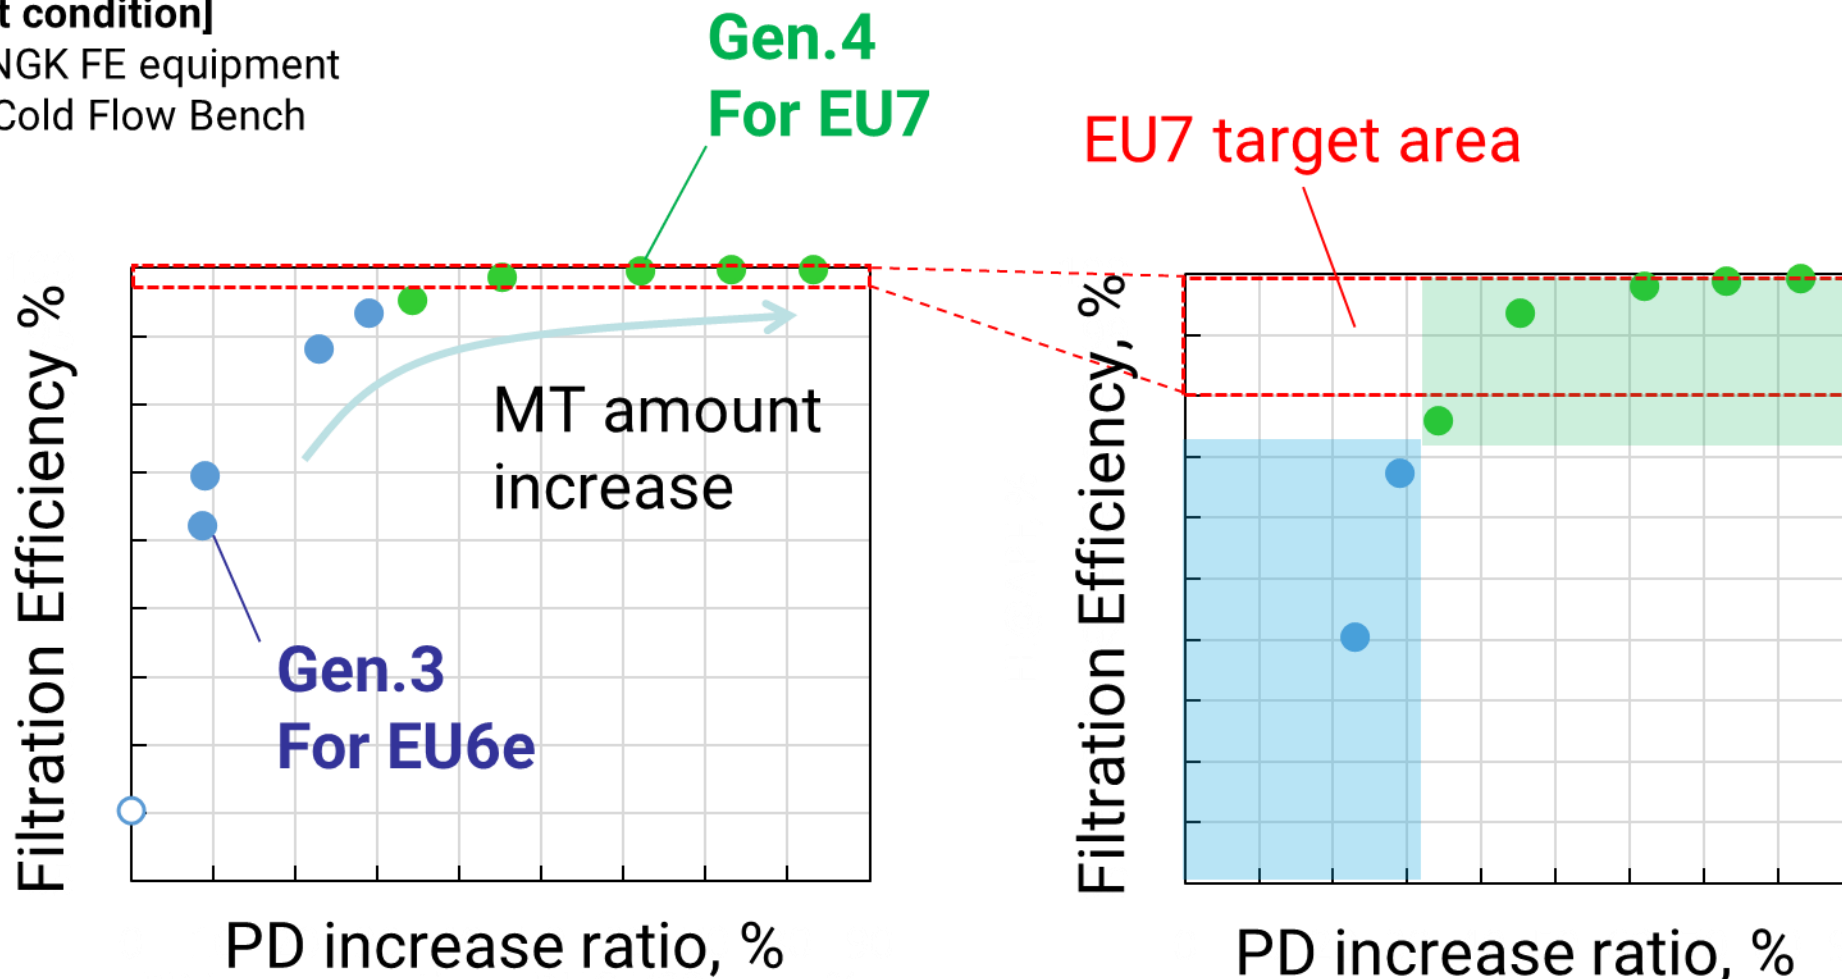 t condition]
NGK FE equipment
Cold Flow Bench
Gen.4
For EU7
EU7 target area
Filtration Efficiency %
MT amount
increase
Gen.3
For EU6e
PD increase ratio, %
Filtration Efficiency, %
PD increase ratio, %